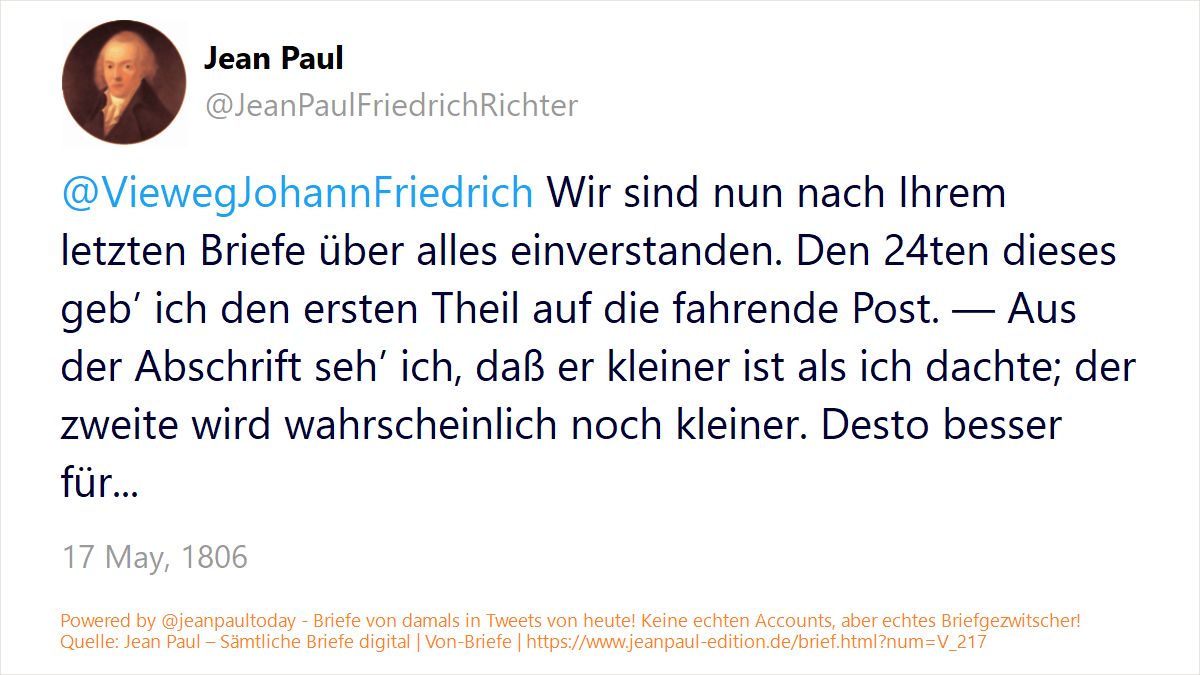 Jean Paul
@JeanPaulFriedrichRichter
@ViewegJohannFriedrich Wir sind nun nach Ihrem
letzten Briefe über alles einverstanden. Den 24ten dieses
geb’ ich den ersten Theil auf die fahrende Post. — Aus
der Abschrift seh’ ich, daß er kleiner ist als ich dachte; der
zweite wird wahrscheinlich noch kleiner. Desto besser
für...
17 May, 1806
Powered by @jeanpaultoday - Briefe von damals in Tweets von heute! Keine echten Accounts, aber echtes Briefgezwitscher!
Quelle: Jean Paul – Sämtliche Briefe digital | Von-Briefe | https://www.jeanpaul-edition.de/brief.html?num=V_217